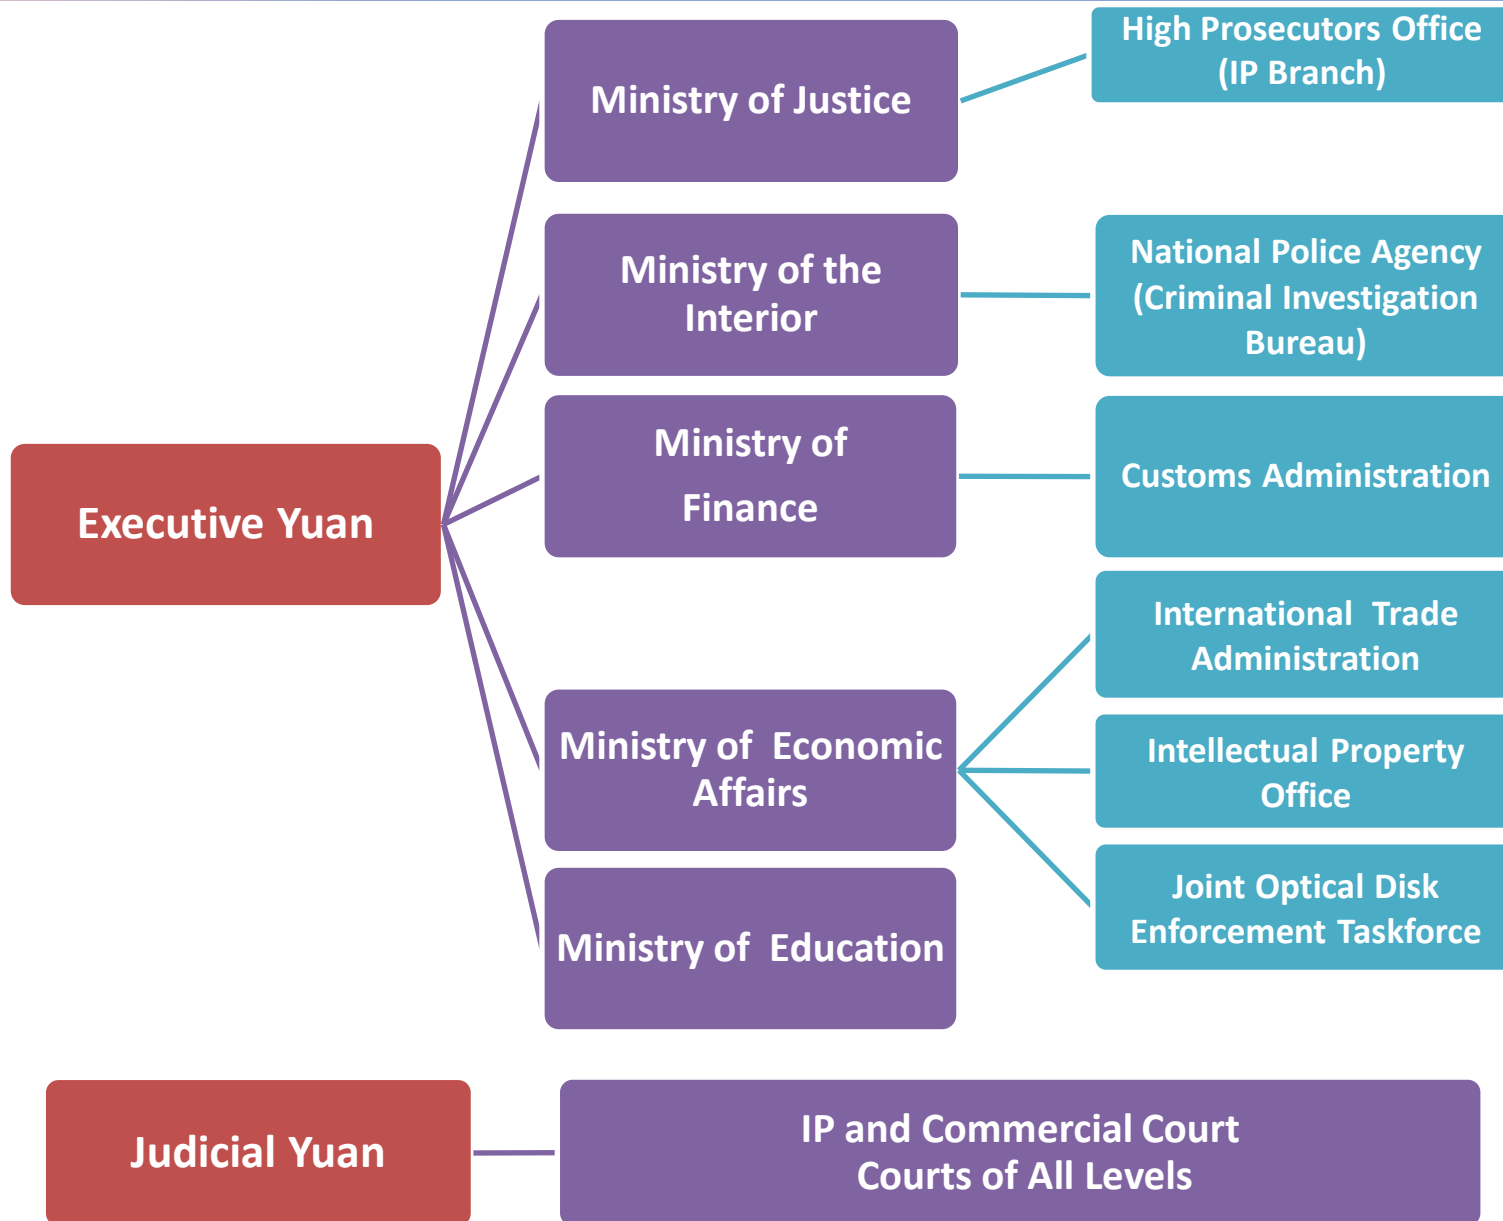 High Prosecutors Office
(IP Branch)
Ministry of Justice
National Police Agency
(Criminal Investigation
Bureau)
Ministry of the
Interior
Ministry of
Finance
Customs Administration
Executive Yuan
International Trade
Administration
Ministry of Economic
Affairs
Intellectual Property
Office
Joint Optical Disk
Enforcement Taskforce
Ministry of Education
Judicial Yuan
IP and Commercial Court
Courts of All Levels